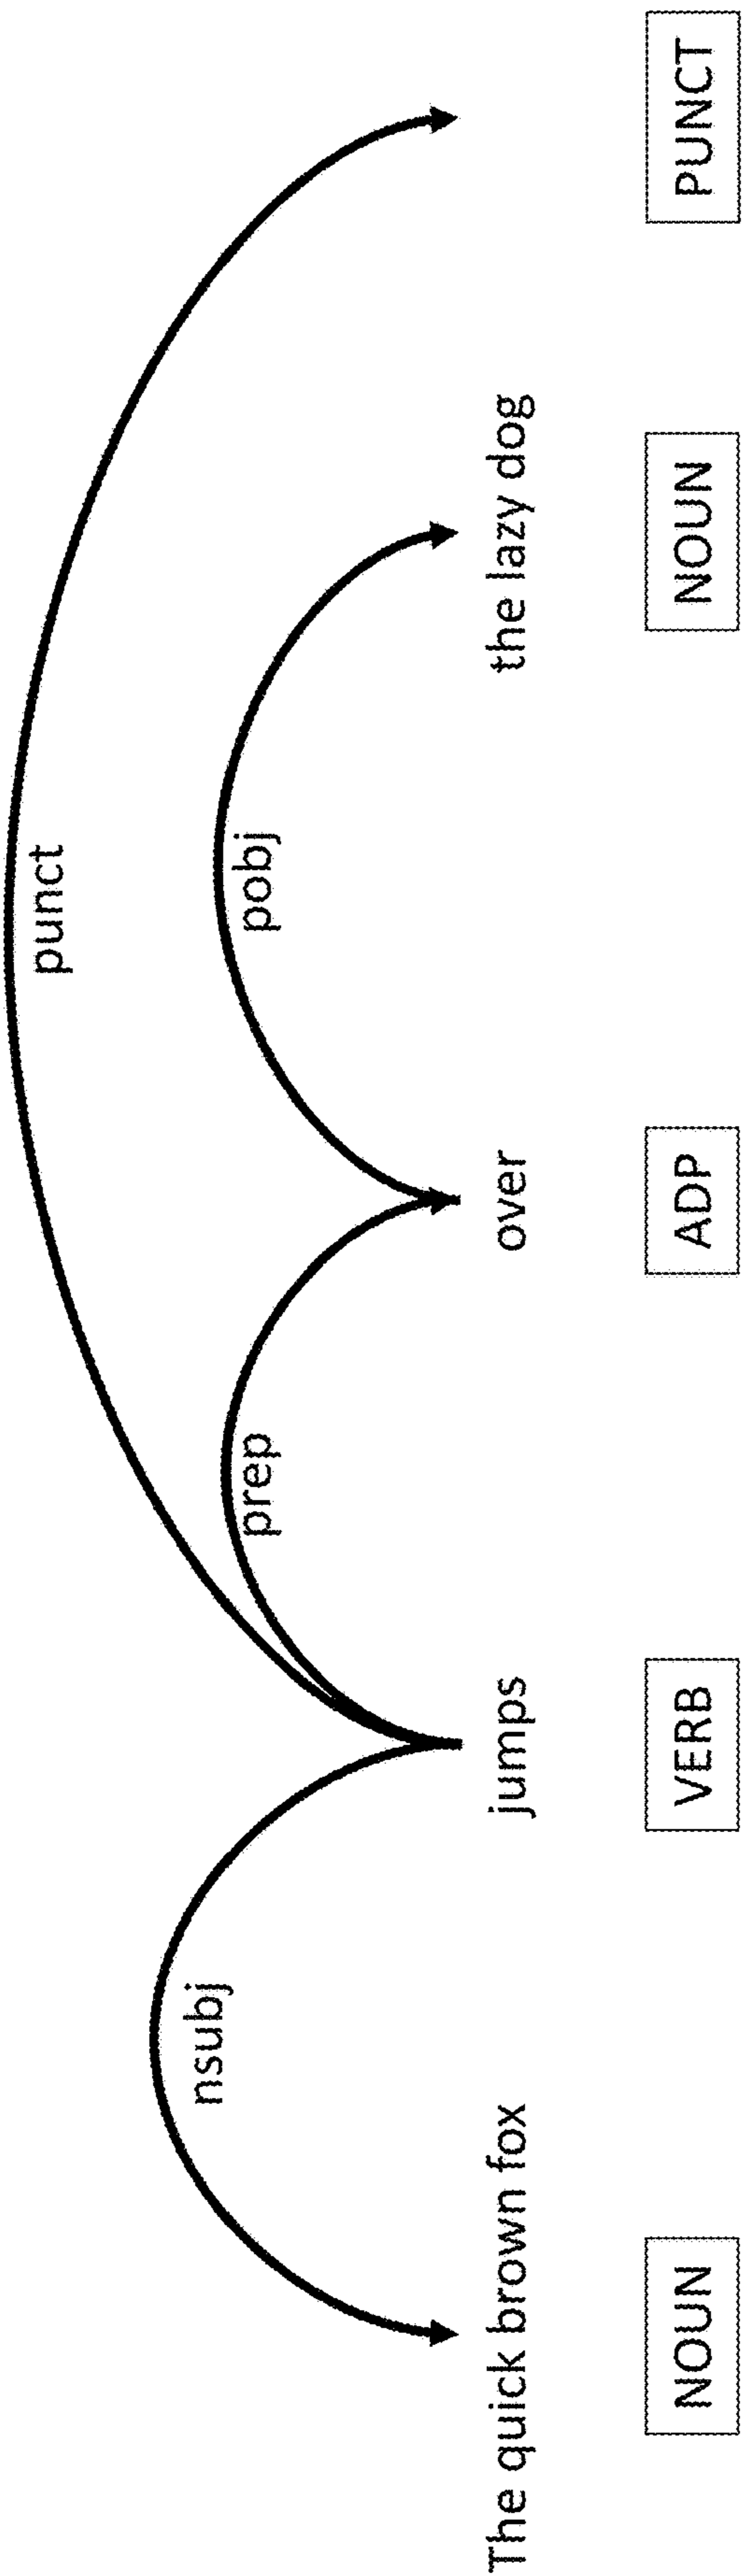 punct
nsubj prep pobj
The quick brown fox jumps over the lazy dog
NOUN VERB ADP NOUN PUNCT